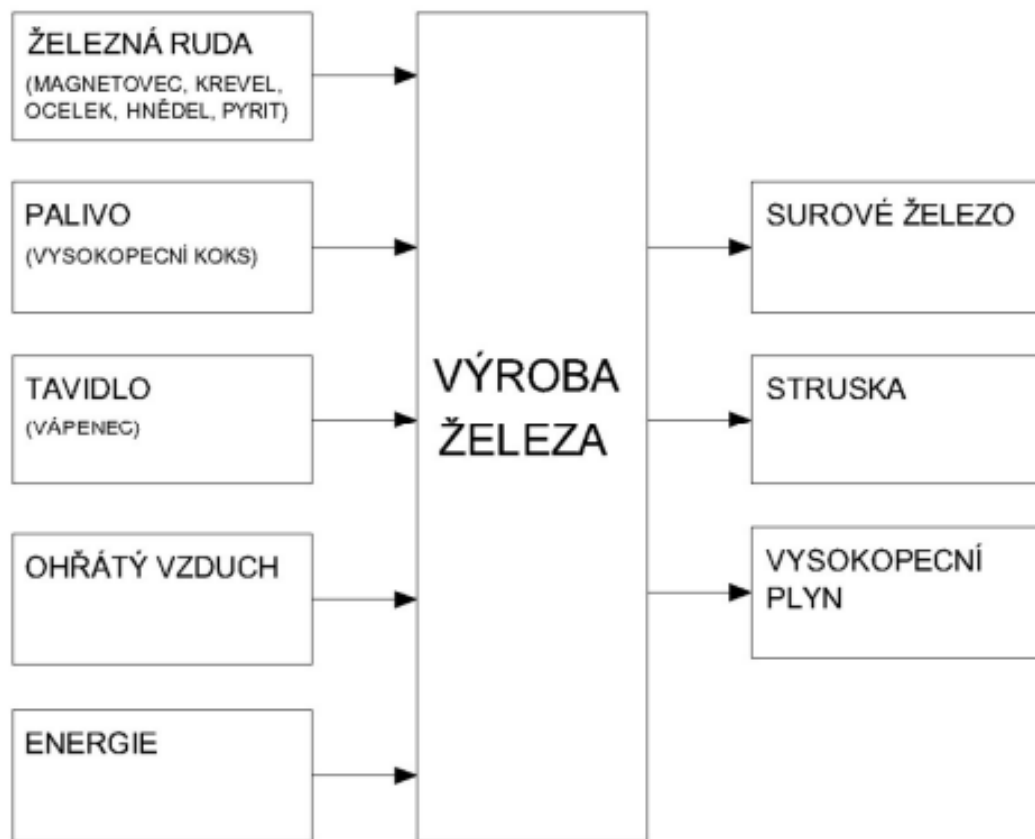 ŽELEZNÁ RUDA
(MAGNETOVEC, KREVEL,
OCELEK, HNĚDEL, PYRIT)
PALIVO
(VYSOKOPECNÍ KOKS)
TAVIDLO
(VÁPENEC)
OHŘÁTÝ VZDUCH
ENERGIE
VÝROBA
ŽELEZA
SUROVÉ ŽELEZO
STRUSKA
VYSOKOPECNÍ
PLYN